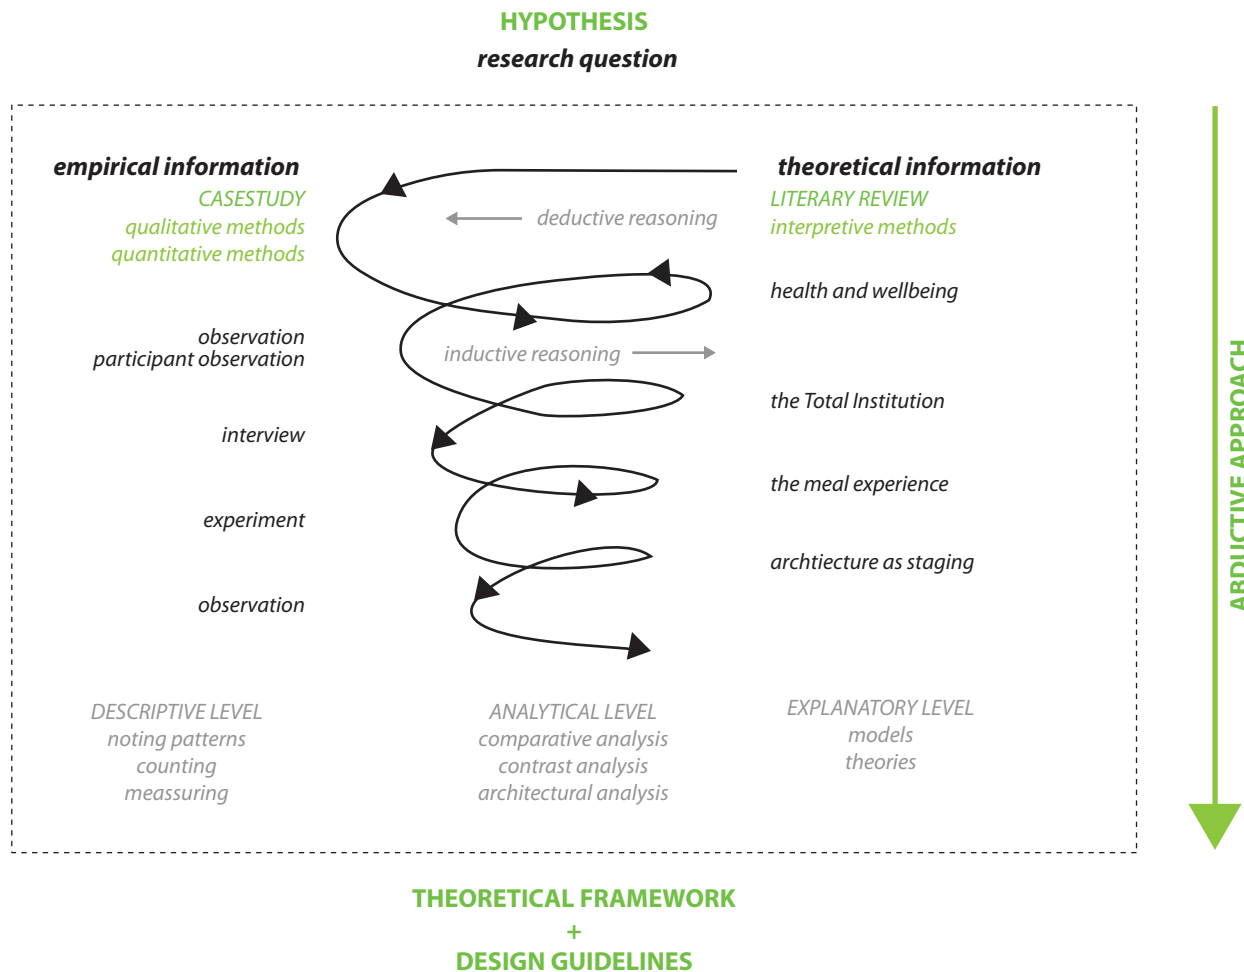 HYPOTHESIS
research question
empirical information
CASESTUDY
qualitative methods
quantitative methods
theoretical information
LITERARY REVIEW
interpretive methods
deductive reasoning
health and wellbeing
observation
participant observation
inductive reasoning
the Total Institution
interview
the meal experience
experiment
archtiecture as staging
observation
DESCRIPTIVE LEVEL
noting patterns
counting
meassuring
ANALYTICAL LEVEL
comparative analysis
contrast analysis
architectural analysis
EXPLANATORY LEVEL
models
theories
ABDUCTIVE APPROACH
THEORETICAL FRAMEWORK
+
DESIGN GUIDELINES